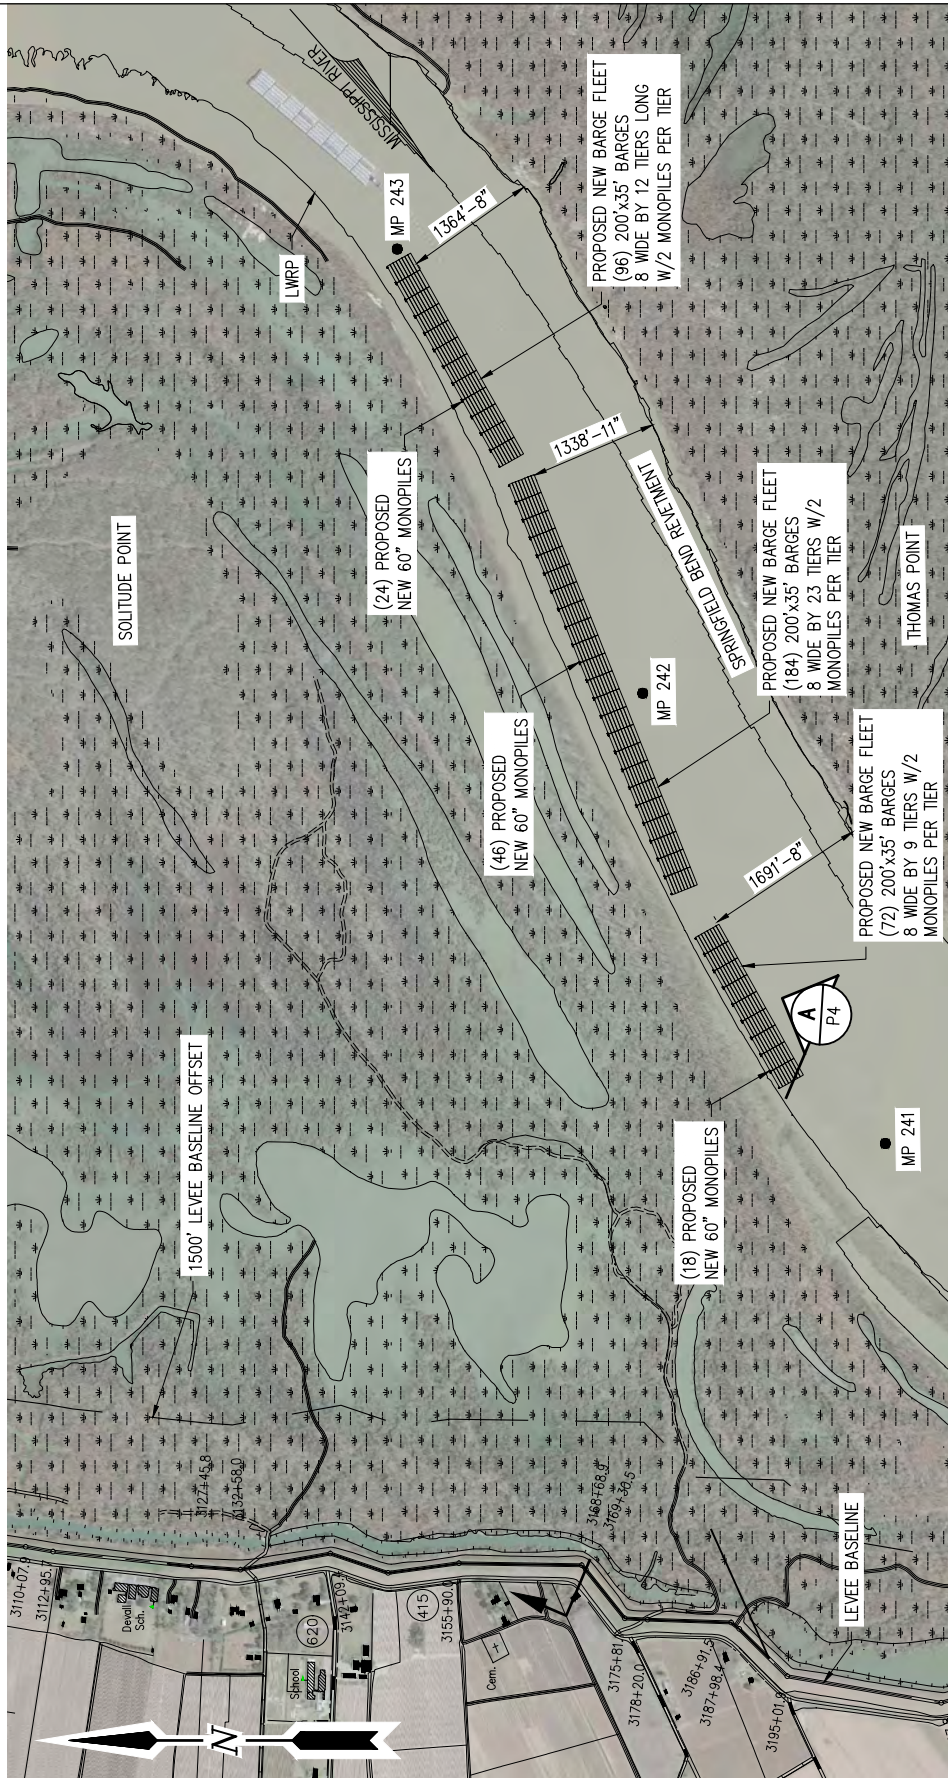 MISSISSIPPI RIVER
MP 243
LWRP
1364'-8"
PROPOSED NEW BARGE FLEET
(96) 200'x35' BARGES
8 WIDE BY 12 TIERS LONG
W/2 MONOPILES PER TIER
(24) PROPOSED
NEW 60" MONOPILES
SOLITUDE POINT
1338'-11"
SPRINGFIELD BEND REVETMENT
PROPOSED NEW BARGE FLEET
(184) 200'x35' BARGES
8 WIDE BY 23 TIERS W/2
MONOPILES PER TIER
THOMAS POINT
MP 242
(46) PROPOSED
NEW 60" MONOPILES
1691'-8"
PROPOSED NEW BARGE FLEET
(72) 200'x35' BARGES
8 WIDE BY 9 TIERS W/2
MONOPILES PER TIER
A
P4
1500' LEVEE BASELINE OFFSET
(18) PROPOSED
NEW 60" MONOPILES
MP 241
3127+45.8
3132+58.0
3168+68.9
3169+30.5
LEVEE BASELINE
3110+07.9
3112+95.7
Devall
Sch.
620
3142+09.4
415
3155+90.0
School
Cem.
3175+81.
3178+20.0
3186+91.5
3187+98.4
3195+01.9
N